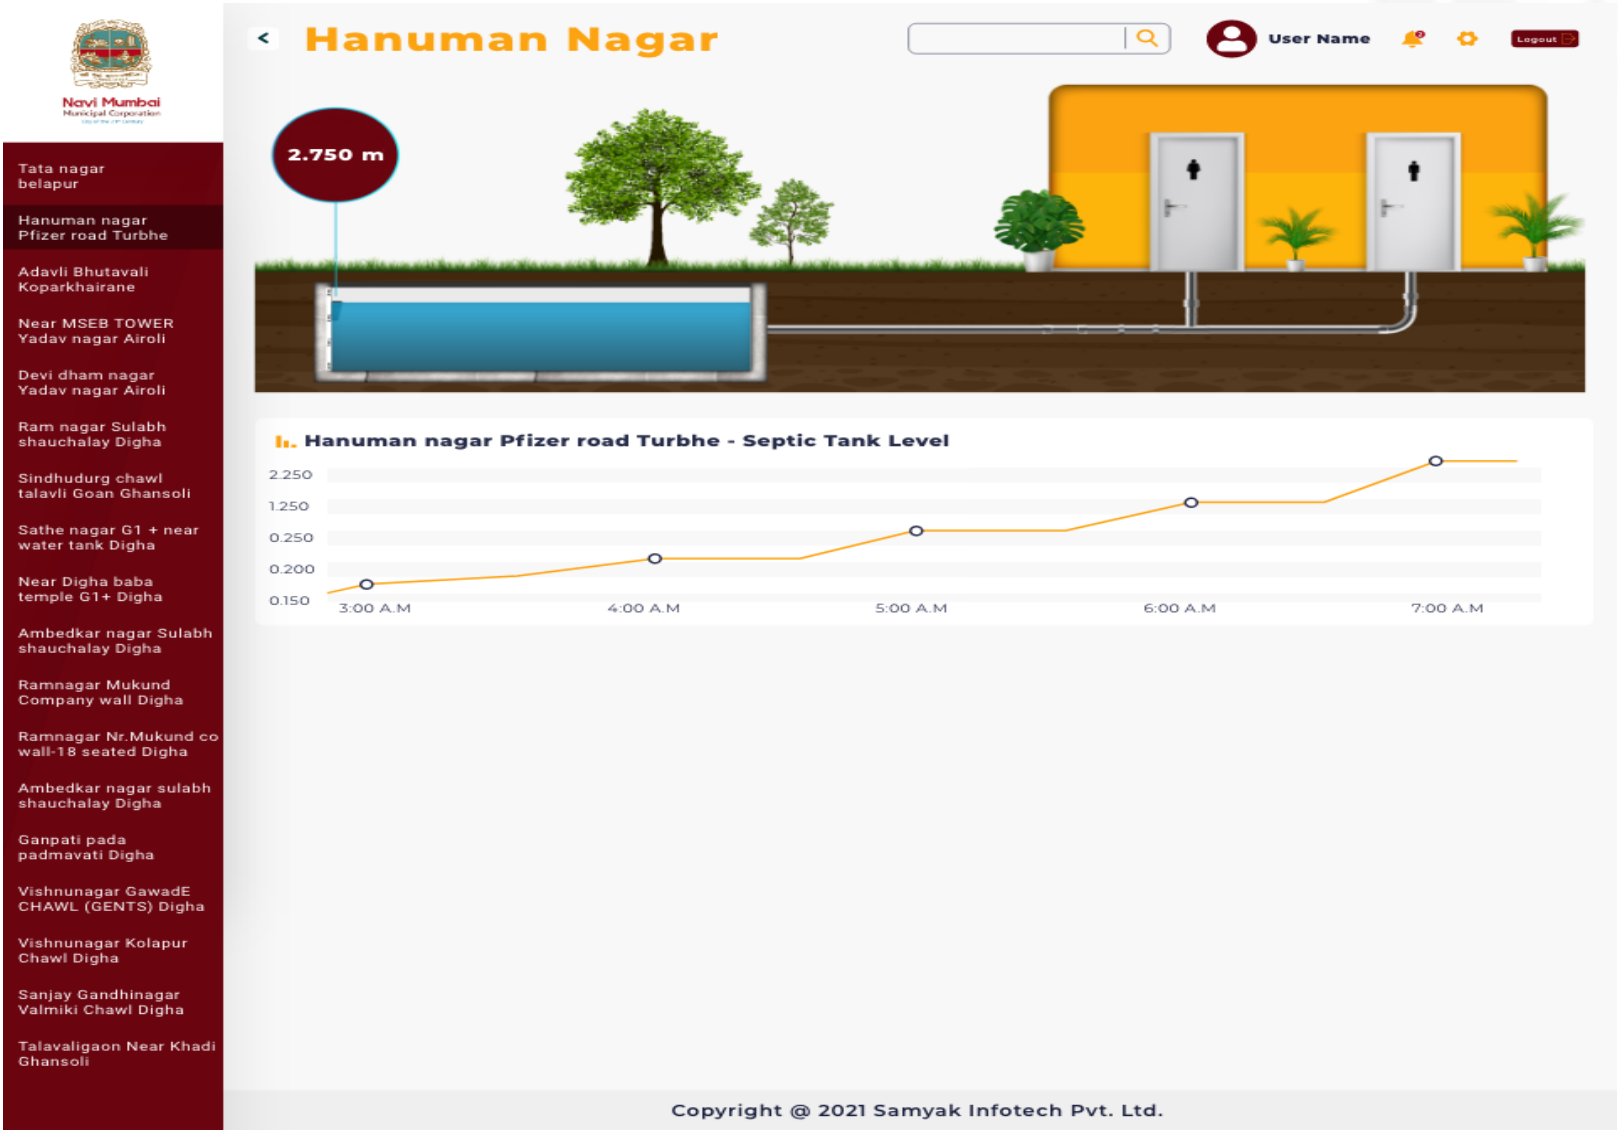 Navi Mumbai
Municipal Corporation
Hanuman Nagar
User Name
2
Logout
2.750 m
Tata nagar
belapur
Hanuman nagar
Pfizer road Turbhe
Adavli Bhutavali
Koparkhairane
Near MSEB TOWER
Yadav nagar Airoli
Devi dham nagar
Yadav nagar Airoli
Ram nagar Sulabh
shauchalay Digha
Sindhudurg chawl
talavli Goan Ghansoli
Sathe nagar G1 + near
water tank Digha
Near Digha baba
temple G1+ Digha
Ambedkar nagar Sulabh
shauchalay Digha
Ramnagar Mukund
Company wall Digha
Ramnagar Nr.Mukund co
wall-18 seated Digha
Ambedkar nagar sulabh
shauchalay Digha
Ganpati pada
padmavati Digha
Vishnunagar GawadE
CHAWL (GENTS) Digha
Vishnunagar Kolapur
Chawl Digha
Sanjay Gandhinagar
Valmiki Chawl Digha
Talavaligaon Near Khadi
Ghansoli
Hanuman nagar Pfizer road Turbhe - Septic Tank Level
2.250
1.250
0.250
0.200
0.150
3:00 A.M 4:00 A.M 5:00 A.M 6:00 A.M 7:00 A.M
Copyright @ 2021 Samyak Infotech Pvt. Ltd.